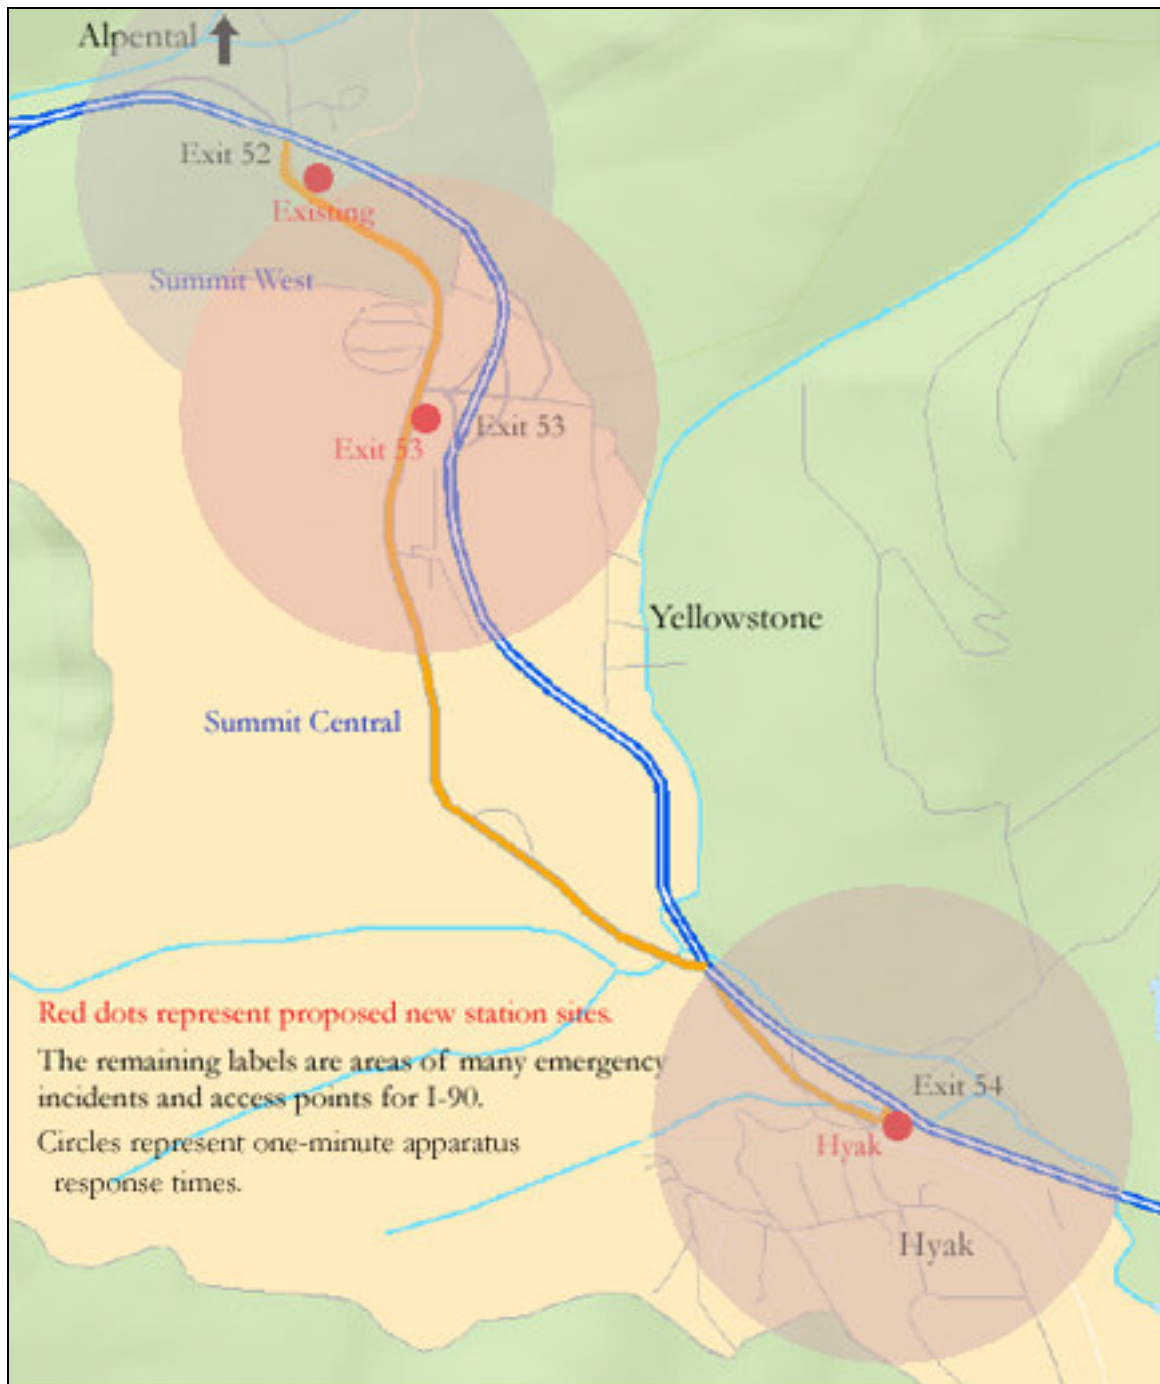 Alpental
Exit 52
Existing
Summit West
Exit 53
Exit 53
Yellowstone
Summit Central
Red dots represent proposed new station sites.
The remaining labels are areas of many emergency
incidents and access points for I-90.
Circles represent one-minute apparatus
response times.
Exit 54
Hyak
Hyak